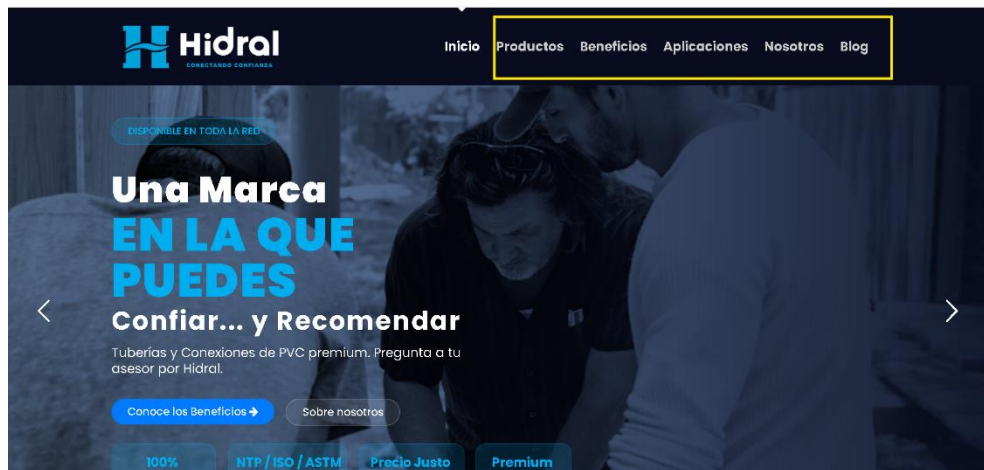 Hidral
CONECTANDO CONFIANZA
Inicio Productos Beneficios Aplicaciones Nosotros Blog
DISPONIBLE EN TODA LA RED
Una Marca
EN LA QUE
PUEDES
Confiar... y Recomendar
Tuberías y Conexiones de PVC premium. Pregunta a tu
asesor por Hidral.
Conoce los Beneficios → Sobre nosotros
100% NTP / ISO / ASTM Precio Justo Premium